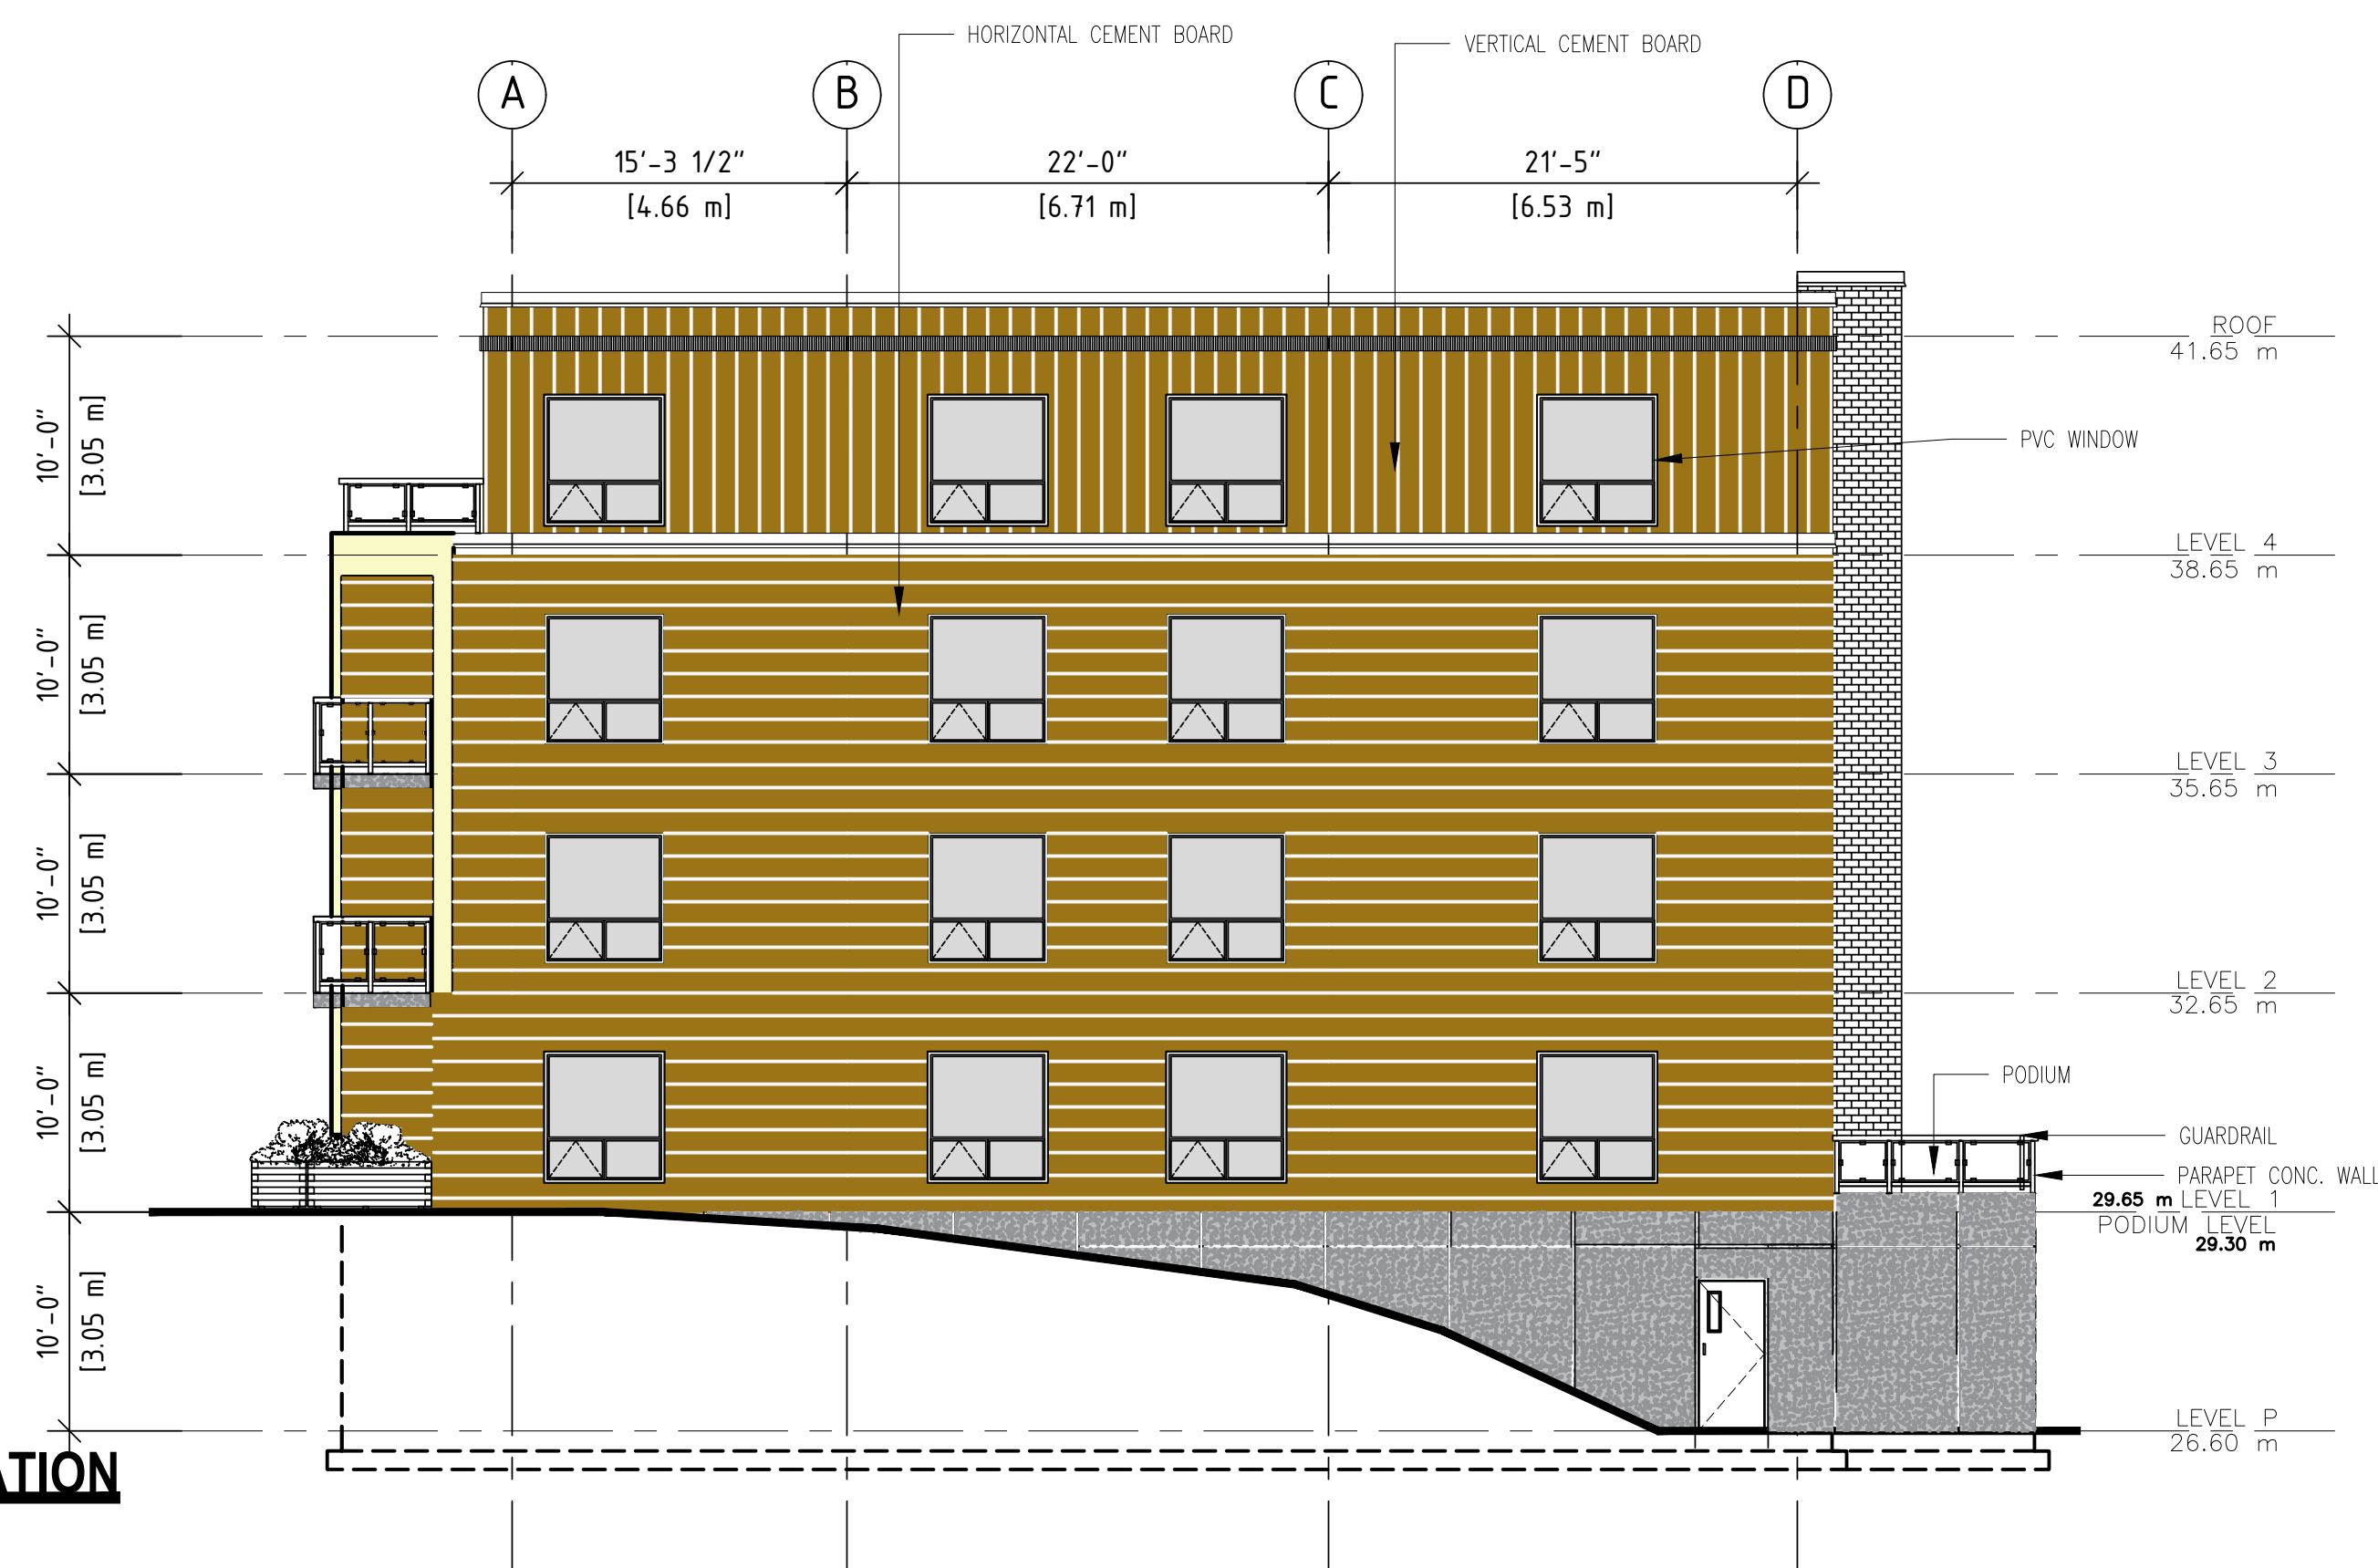 HORIZONTAL CEMENT BOARD
VERTICAL CEMENT BOARD
A
B
C
D
15'-3 1/2"
22'-0"
21'-5"
[4.66 m]
[6.71 m]
[6.53 m]
ROOF
41.65 m
10'-0"
[3.05 m]
PVC WINDOW
LEVEL 4
38.65 m
10'-0"
[3.05 m]
LEVEL 3
35.65 m
10'-0"
[3.05 m]
LEVEL 2
32.65 m
10'-0"
[3.05 m]
PODIUM
GUARDRAIL
PARAPET CONC. WALL
29.65 m LEVEL 1
PODIUM LEVEL
29.30 m
10'-0"
[3.05 m]
LEVEL P
26.60 m
ATION